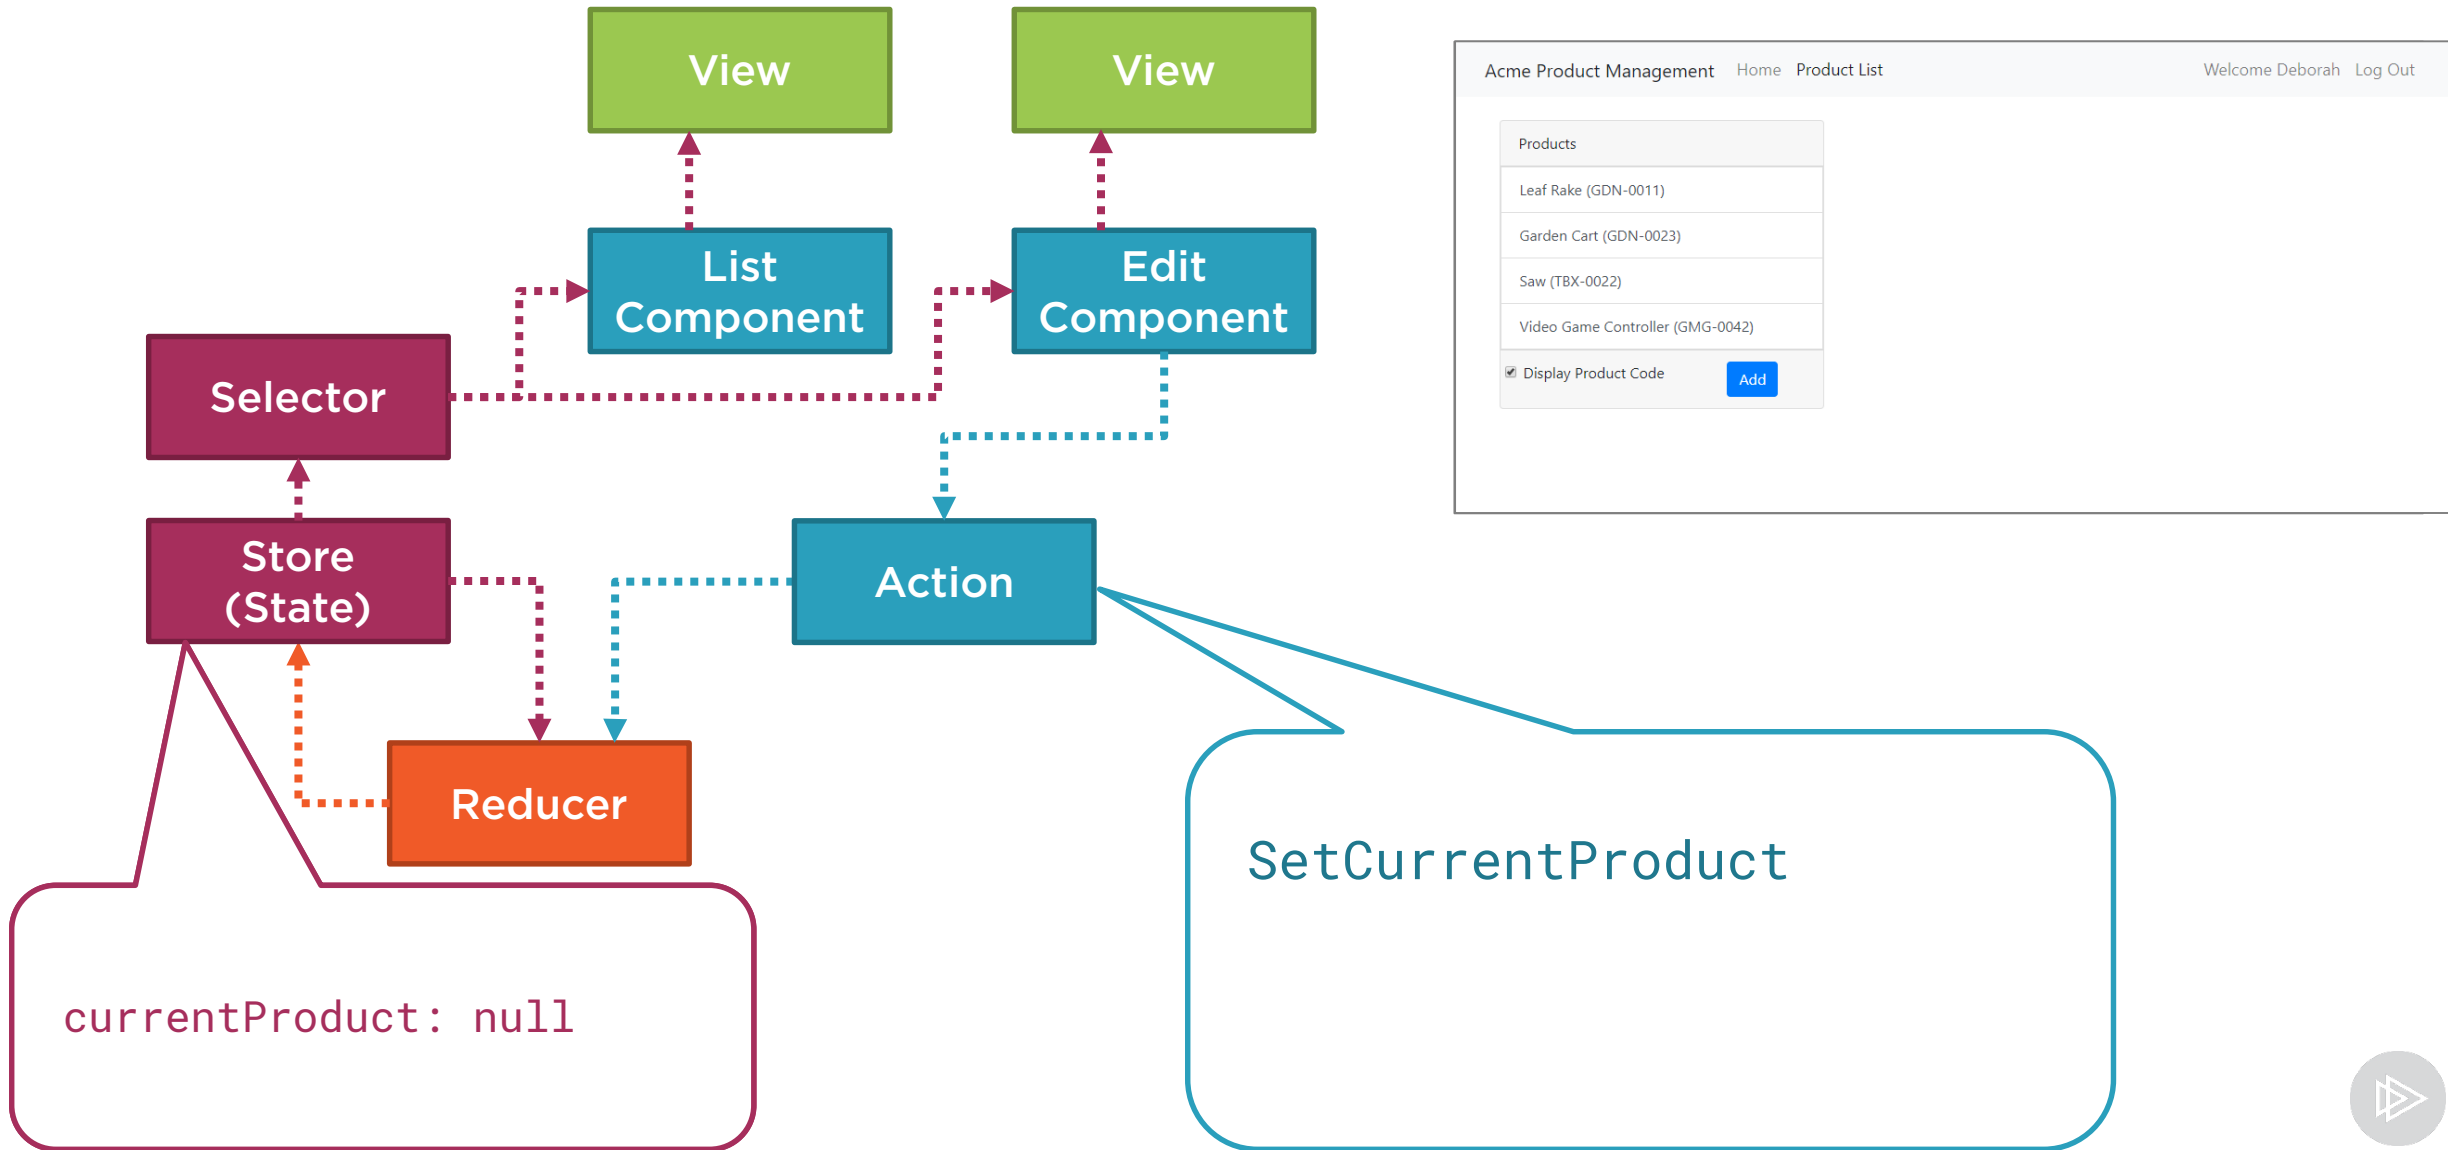 View
View
List
Component
Edit
Component
Selector
Store
(State)
Action
Reducer
currentProduct: null
SetCurrentProduct
Acme Product Management Home Product List Welcome Deborah Log Out
Products
Leaf Rake (GDN-0011)
Garden Cart (GDN-0023)
Saw (TBX-0022)
Video Game Controller (GMG-0042)
Display Product Code Add